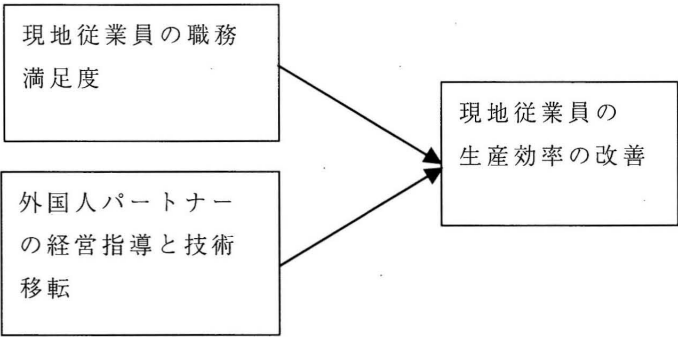 現地従業員の職務
満足度
外国人パートナー
の経営指導と技術
移転
現地従業員の
生産効率の改善